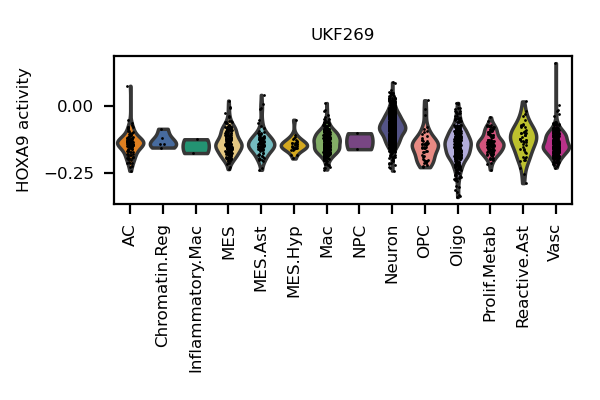 UKF269
HOXA9 activity
0.00
−0.25
AC
Chromatin.Reg
Inflammatory.Mac
MES
MES.Ast
MES.Hyp
Mac
NPC
Neuron
OPC
Oligo
Prolif.Metab
Reactive.Ast
Vasc